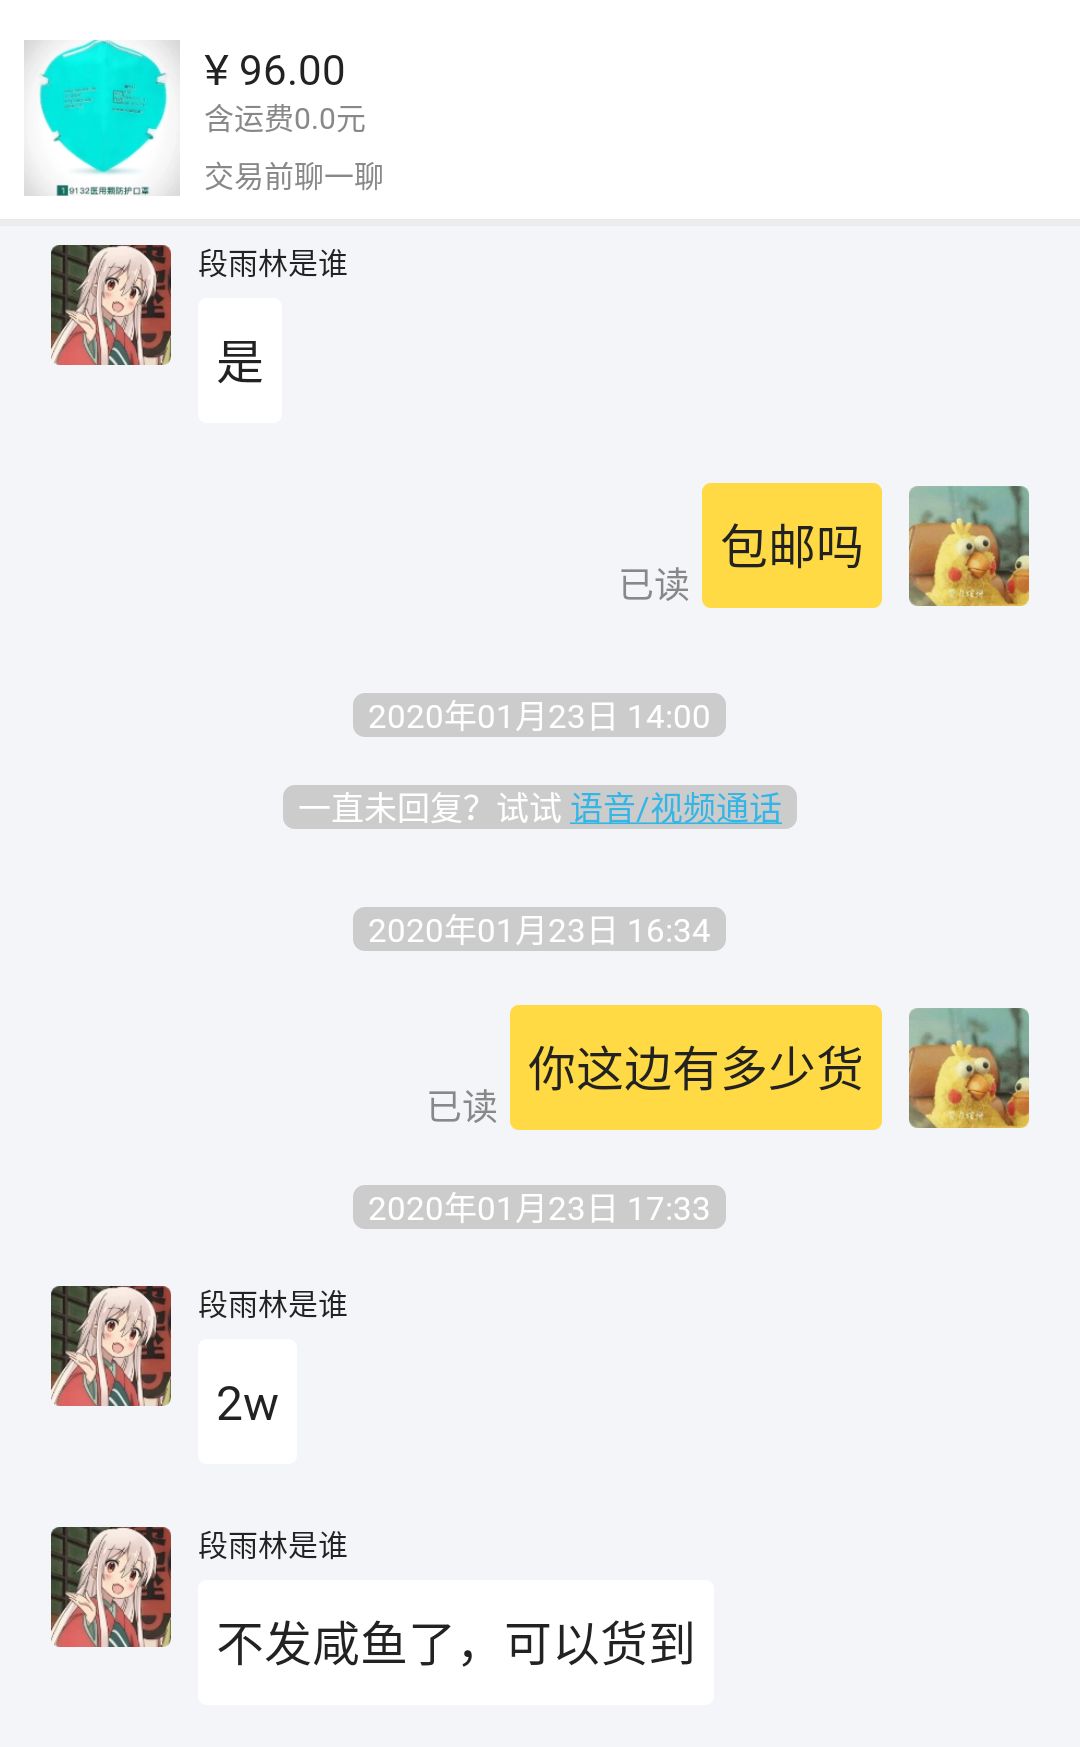 ¥ 96.00
含运费0.0元
交易前聊一聊
1 9132医用颗防护口罩
段雨林是谁
是
包邮吗
已读
2020年01月23日 14:00
一直未回复？试试 语音/视频通话
2020年01月23日 16:34
你这边有多少货
已读
2020年01月23日 17:33
段雨林是谁
2w
段雨林是谁
不发咸鱼了，可以货到